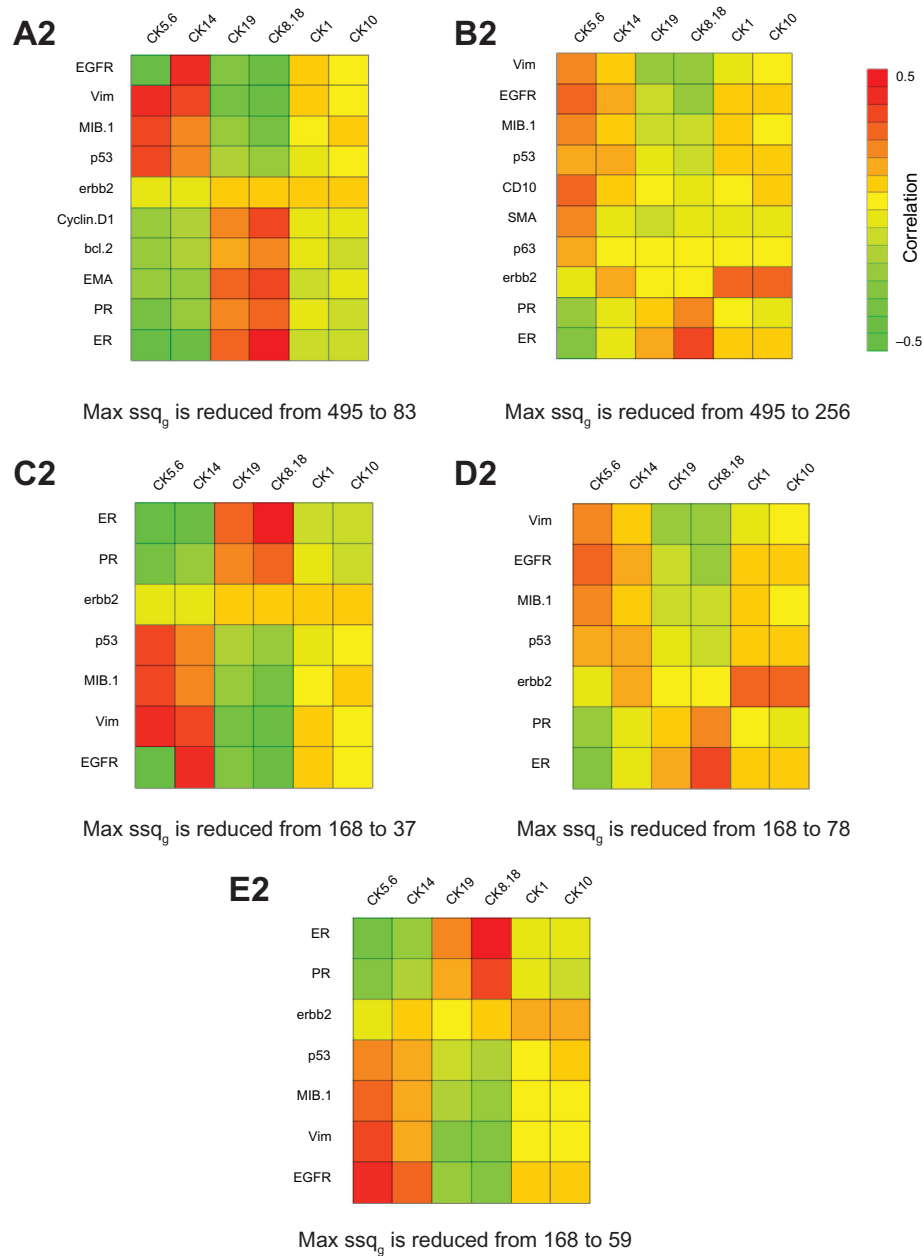 A2
CK5.6 CK14 CK19 CK8.18 CK1 CK10
EGFR
Vim
MIB.1
p53
erbb2
Cyclin.D1
bcl.2
EMA
PR
ER
Max ssqg is reduced from 495 to 83
B2
CK5.6 CK14 CK19 CK8.18 CK1 CK10
Vim
EGFR
MIB.1
p53
CD10
SMA
p63
erbb2
PR
ER
Max ssqg is reduced from 495 to 256
0.5
Correlation
–0.5
C2
CK5.6 CK14 CK19 CK8.18 CK1 CK10
ER
PR
erbb2
p53
MIB.1
Vim
EGFR
Max ssqg is reduced from 168 to 37
D2
CK5.6 CK14 CK19 CK8.18 CK1 CK10
Vim
EGFR
MIB.1
p53
erbb2
PR
ER
Max ssqg is reduced from 168 to 78
E2
CK5.6 CK14 CK19 CK8.18 CK1 CK10
ER
PR
erbb2
p53
MIB.1
Vim
EGFR
Max ssqg is reduced from 168 to 59